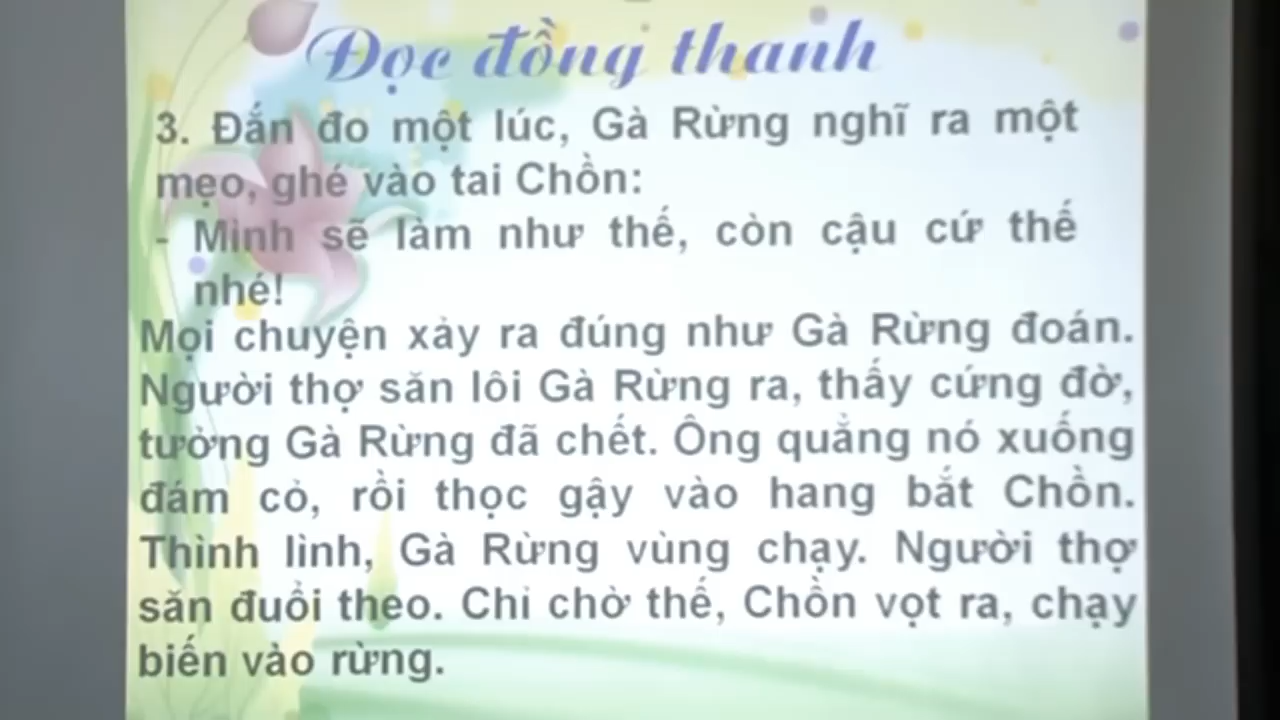 Đọc đồng thanh
3. Đắn đo một lúc, Gà Rừng nghĩ ra một
mẹo, ghé vào tai Chồn:
- Mình sẽ làm như thế, còn cậu cứ thế
nhé!
Mọi chuyện xảy ra đúng như Gà Rừng đoán.
Người thợ săn lôi Gà Rừng ra, thấy cứng đờ,
tưởng Gà Rừng đã chết. Ông quẳng nó xuống
đám cỏ, rồi thọc gậy vào hang bắt Chồn.
Thình lình, Gà Rừng vùng chạy. Người thợ
săn đuổi theo. Chỉ chờ thế, Chồn vọt ra, chạy
biến vào rừng.